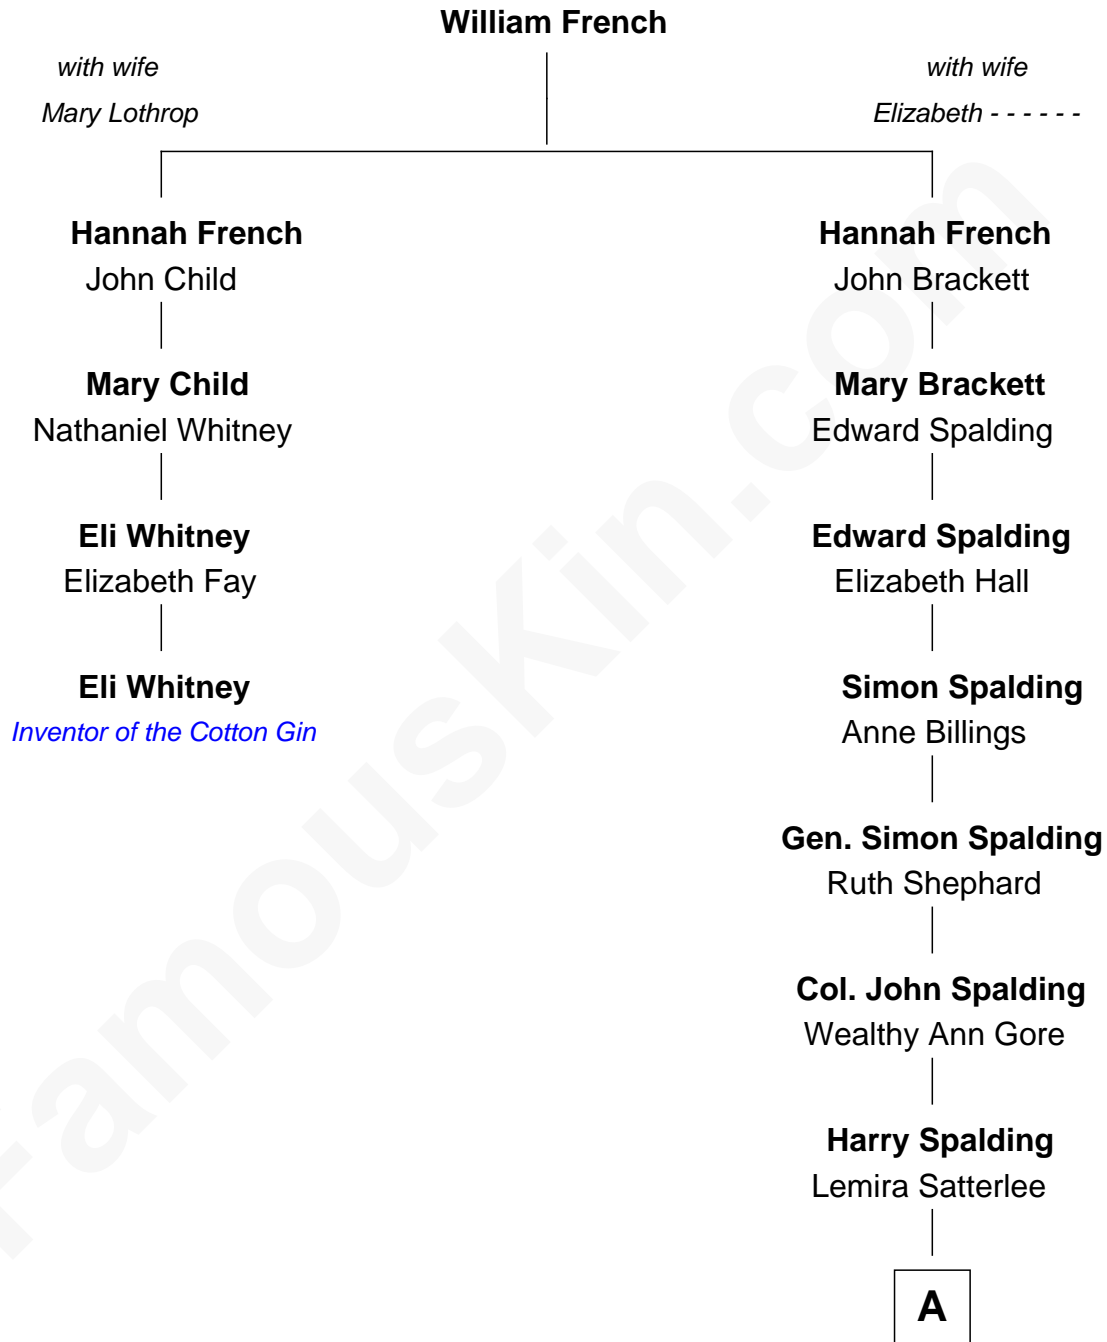 William French
with wife
Mary Lothrop
with wife
Elizabeth - - - - - -
Hannah French
John Child
Hannah French
John Brackett
Mary Child
Nathaniel Whitney
Mary Brackett
Edward Spalding
Eli Whitney
Elizabeth Fay
Edward Spalding
Elizabeth Hall
Eli Whitney
Inventor of the Cotton Gin
Simon Spalding
Anne Billings
Gen. Simon Spalding
Ruth Shephard
Col. John Spalding
Wealthy Ann Gore
Harry Spalding
Lemira Satterlee
A
FamousKin.com